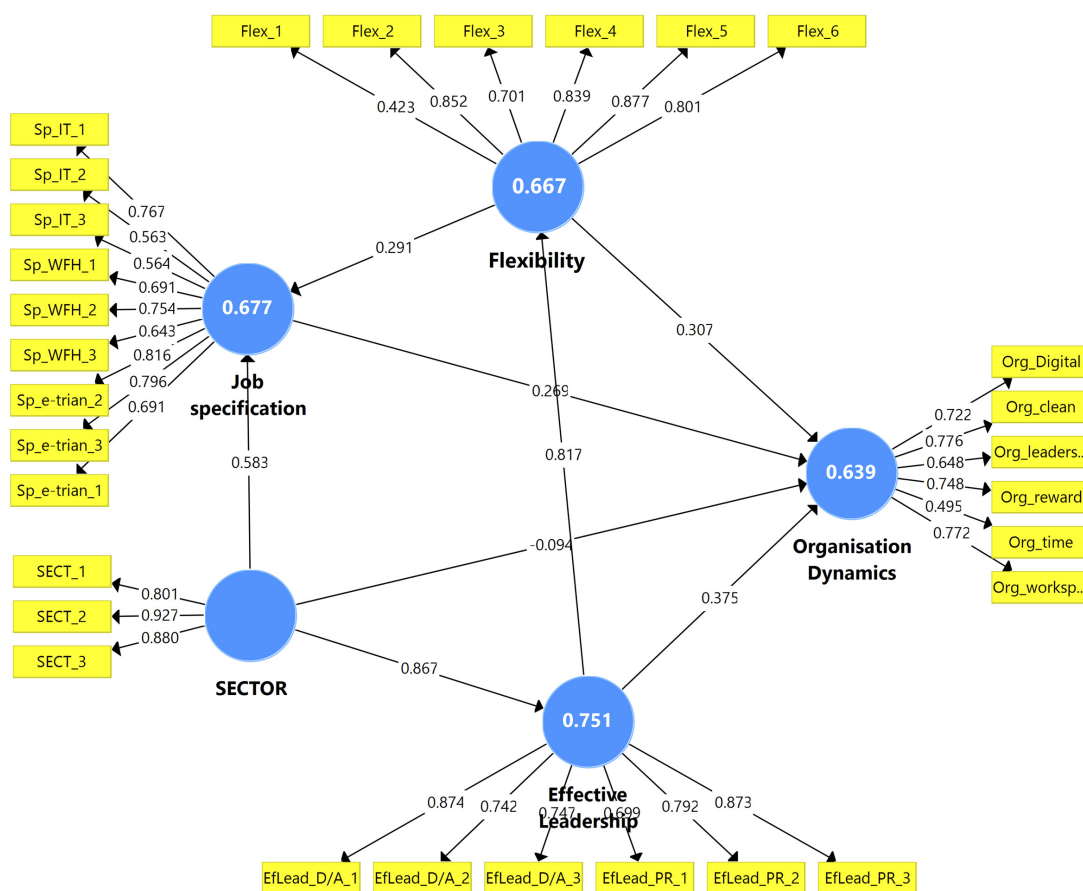 Flex_1
Flex_2
Flex_3
Flex_4
Flex_5
Flex_6
0.423
0.852
0.701
0.839
0.877
0.801
0.667
Flexibility
Sp_IT_1
Sp_IT_2
Sp_IT_3
Sp_WFH_1
Sp_WFH_2
Sp_WFH_3
Sp_e-trian_2
Sp_e-trian_3
Sp_e-trian_1
0.767
0.563
0.564
0.691
0.754
0.643
0.816
0.796
0.691
0.677
Job
specification
0.291
0.307
0.269
0.817
0.583
-0.094
0.375
0.867
Org_Digital
Org_clean
Org_leaders..
Org_reward
Org_time
Org_worksp..
0.722
0.776
0.648
0.748
0.495
0.772
0.639
Organisation
Dynamics
SECT_1
SECT_2
SECT_3
0.801
0.927
0.880
SECTOR
0.751
Effective
Leadership
0.874
0.742
0.747
0.699
0.792
0.873
EfLead_D/A_1
EfLead_D/A_2
EfLead_D/A_3
EfLead_PR_1
EfLead_PR_2
EfLead_PR_3